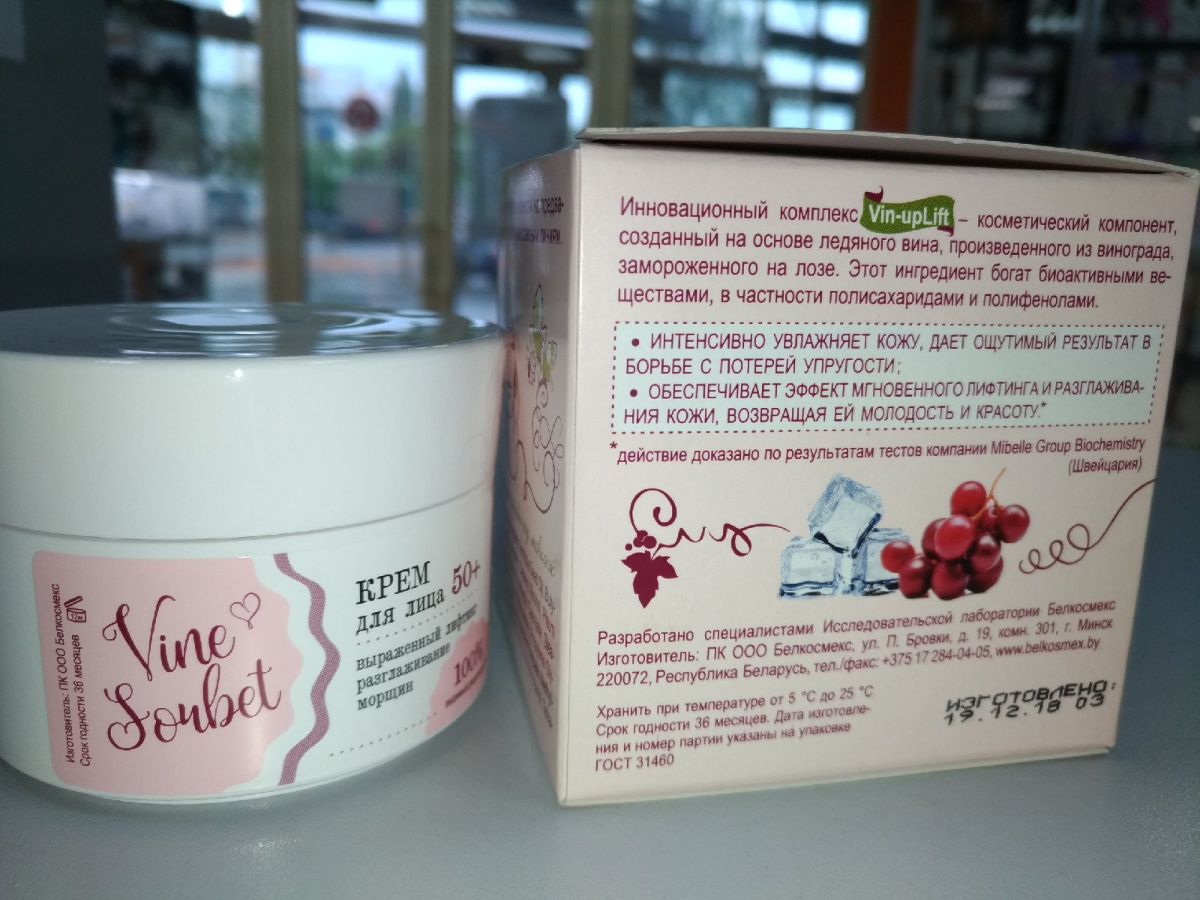 Изготовитель: ПК ООО Белкосмекс
Срок годности 36 месяцев
Vine
Sorbet
КРЕМ
для лица 50+
выраженный лифтинг
разглаживание
морщин
100%
Инновационный комплекс Vin-upLift – косметический компонент,
созданный на основе ледяного вина, произведенного из винограда,
замороженного на лозе. Этот ингредиент богат биоактивными ве-
ществами, в частности полисахаридами и полифенолами.
• ИНТЕНСИВНО УВЛАЖНЯЕТ КОЖУ, ДАЕТ ОЩУТИМЫЙ РЕЗУЛЬТАТ В
БОРЬБЕ С ПОТЕРЕЙ УПРУГОСТИ;
• ОБЕСПЕЧИВАЕТ ЭФФЕКТ МГНОВЕННОГО ЛИФТИНГА И РАЗГЛАЖИВА-
НИЯ КОЖИ, ВОЗВРАЩАЯ ЕЙ МОЛОДОСТЬ И КРАСОТУ.*
*действие доказано по результатам тестов компании Mibelle Group Biochemistry
(Швейцария)
Разработано специалистами Исследовательской лаборатории Белкосмекс
Изготовитель: ПК ООО Белкосмекс, ул. П. Бровки, д. 19, комн. 301, г. Минск
220072, Республика Беларусь, тел./факс: +375 17 284-04-05, www.belkosmex.by
Хранить при температуре от 5 °C до 25 °C
Срок годности 36 месяцев. Дата изготовле-
ния и номер партии указаны на упаковке
ГОСТ 31460
ИЗГОТОВЛЕНО:
19.12.18 03